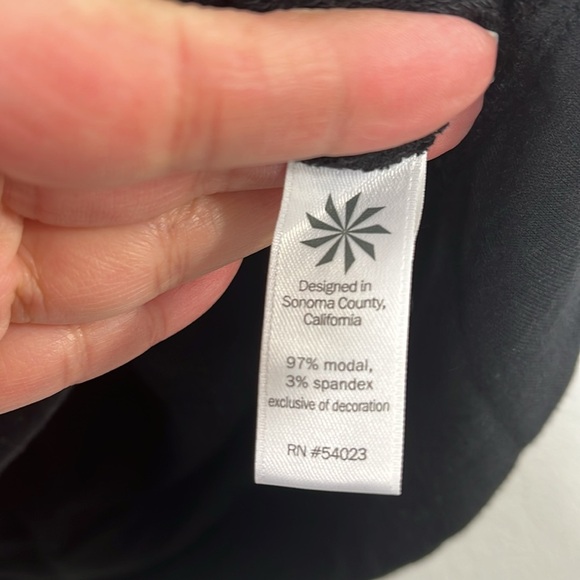 Designed in
Sonoma County,
California
97% modal,
3% spandex
exclusive of decoration
RN #54023